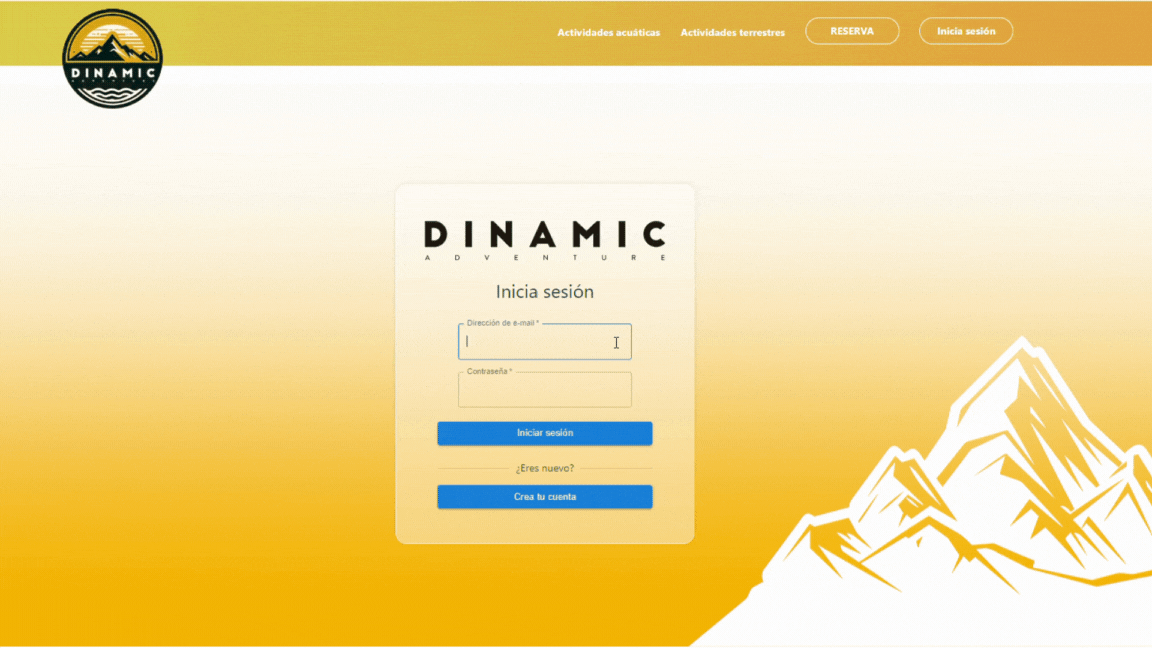 Actividades acuáticas
Actividades terrestres
RESERVA
Inicia sesión
DINAMIC
DINAMIC
ADVENTURE
Inicia sesión
Dirección de e-mail *
Contraseña *
Iniciar sesión
¿Eres nuevo?
Crea tu cuenta